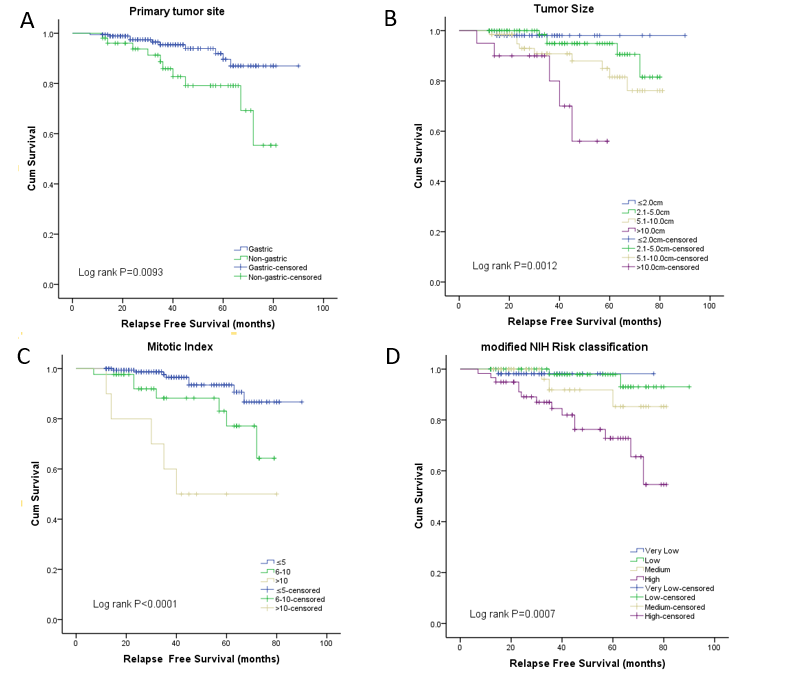 A
Primary tumor site
Cum Survival
1.0
0.8
0.6
0.4
0.2
0.0
Gastric
Non-gastric
Gastric-censored
Non-gastric-censored
Log rank P=0.0093
0 20 40 60 80 100
Relapse Free Survival (months)
B
Tumor Size
Cum Survival
1.0
0.8
0.6
0.4
0.2
0.0
≤2.0cm
2.1-5.0cm
5.1-10.0cm
>10.0cm
≤2.0cm-censored
2.1-5.0cm-censored
5.1-10.0cm-censored
>10.0cm-censored
Log rank P=0.0012
0 20 40 60 80 100
Relapse Free Survival (months)
C
Mitotic Index
Cum Survival
1.0
0.8
0.6
0.4
0.2
0.0
≤5
6-10
>10
≤5-censored
6-10-censored
>10-censored
Log rank P<0.0001
0 20 40 60 80 100
Relapse Free Survival (months)
D
modified NIH Risk classification
Cum Survival
1.0
0.8
0.6
0.4
0.2
0.0
Very Low
Low
Medium
High
Very Low-censored
Low-censored
Medium-censored
High-censored
Log rank P=0.0007
0 20 40 60 80 100
Relapse Free Survival (months)